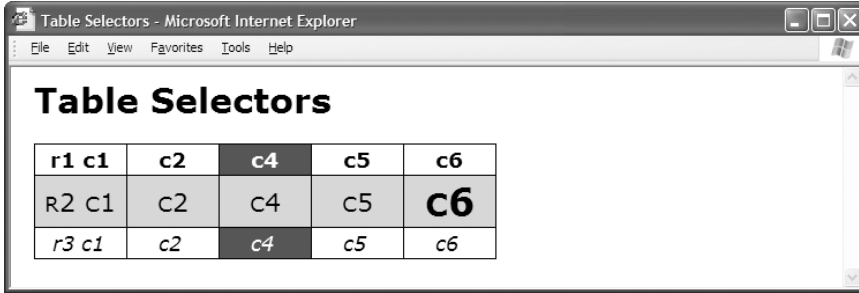 Table Selectors - Microsoft Internet Explorer
File Edit View Favorites Tools Help
Table Selectors
r1 c1 c2 c4 c5 c6
R2 C1 C2 C4 C5 C6
r3 c1 c2 c4 c5 c6